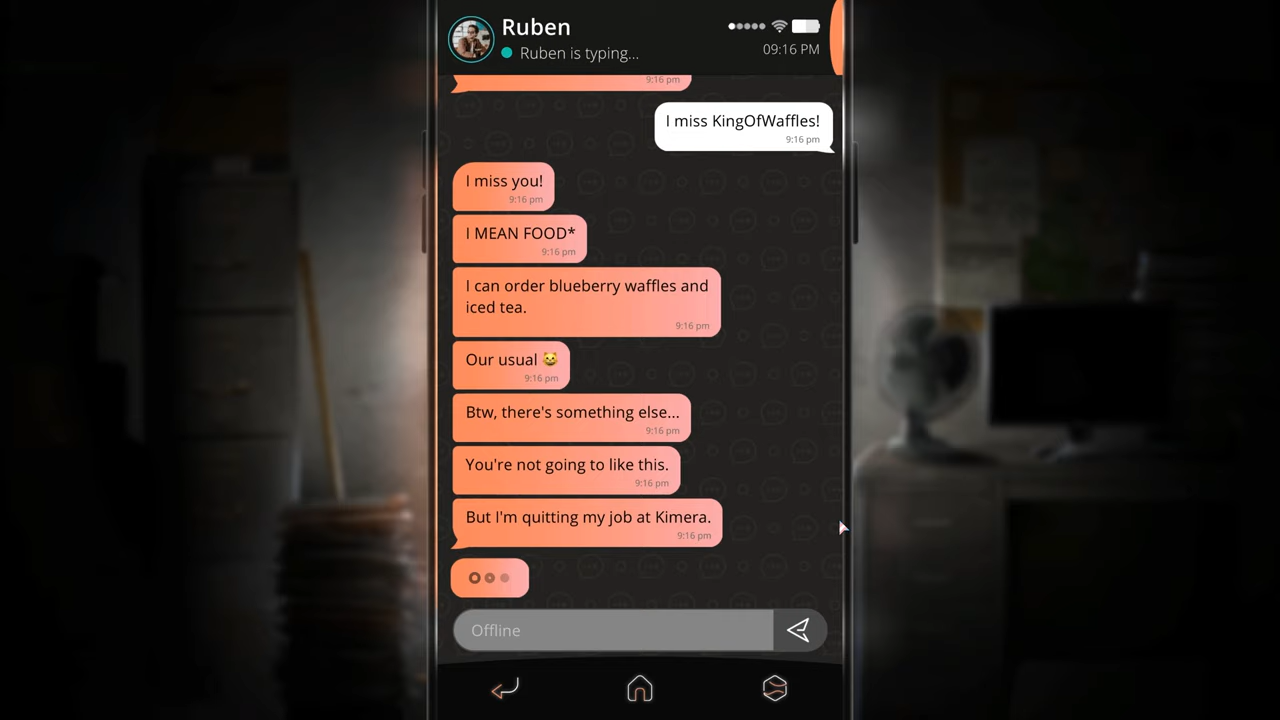 Ruben
Ruben is typing...
09:16 PM
9:16 pm
I miss KingOfWaffles!
9:16 pm
I miss you!
9:16 pm
I MEAN FOOD*
9:16 pm
I can order blueberry waffles and
iced tea.
9:16 pm
Our usual 😺
9:16 pm
Btw, there's something else...
9:16 pm
You're not going to like this.
9:16 pm
But I'm quitting my job at Kimera.
9:16 pm
Offline